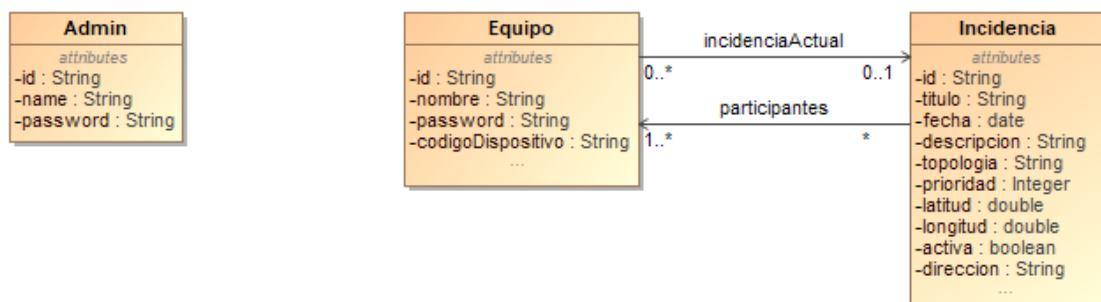 Admin
attributes
-id : String
-name : String
-password : String
Equipo
attributes
-id : String
-nombre : String
-password : String
-codigoDispositivo : String
...
incidenciaActual
0..*
0..1
participantes
1..*
*
Incidencia
attributes
-id : String
-titulo : String
-fecha : date
-descripcion : String
-topologia : String
-prioridad : Integer
-latitud : double
-longitud : double
-activa : boolean
-direccion : String
...